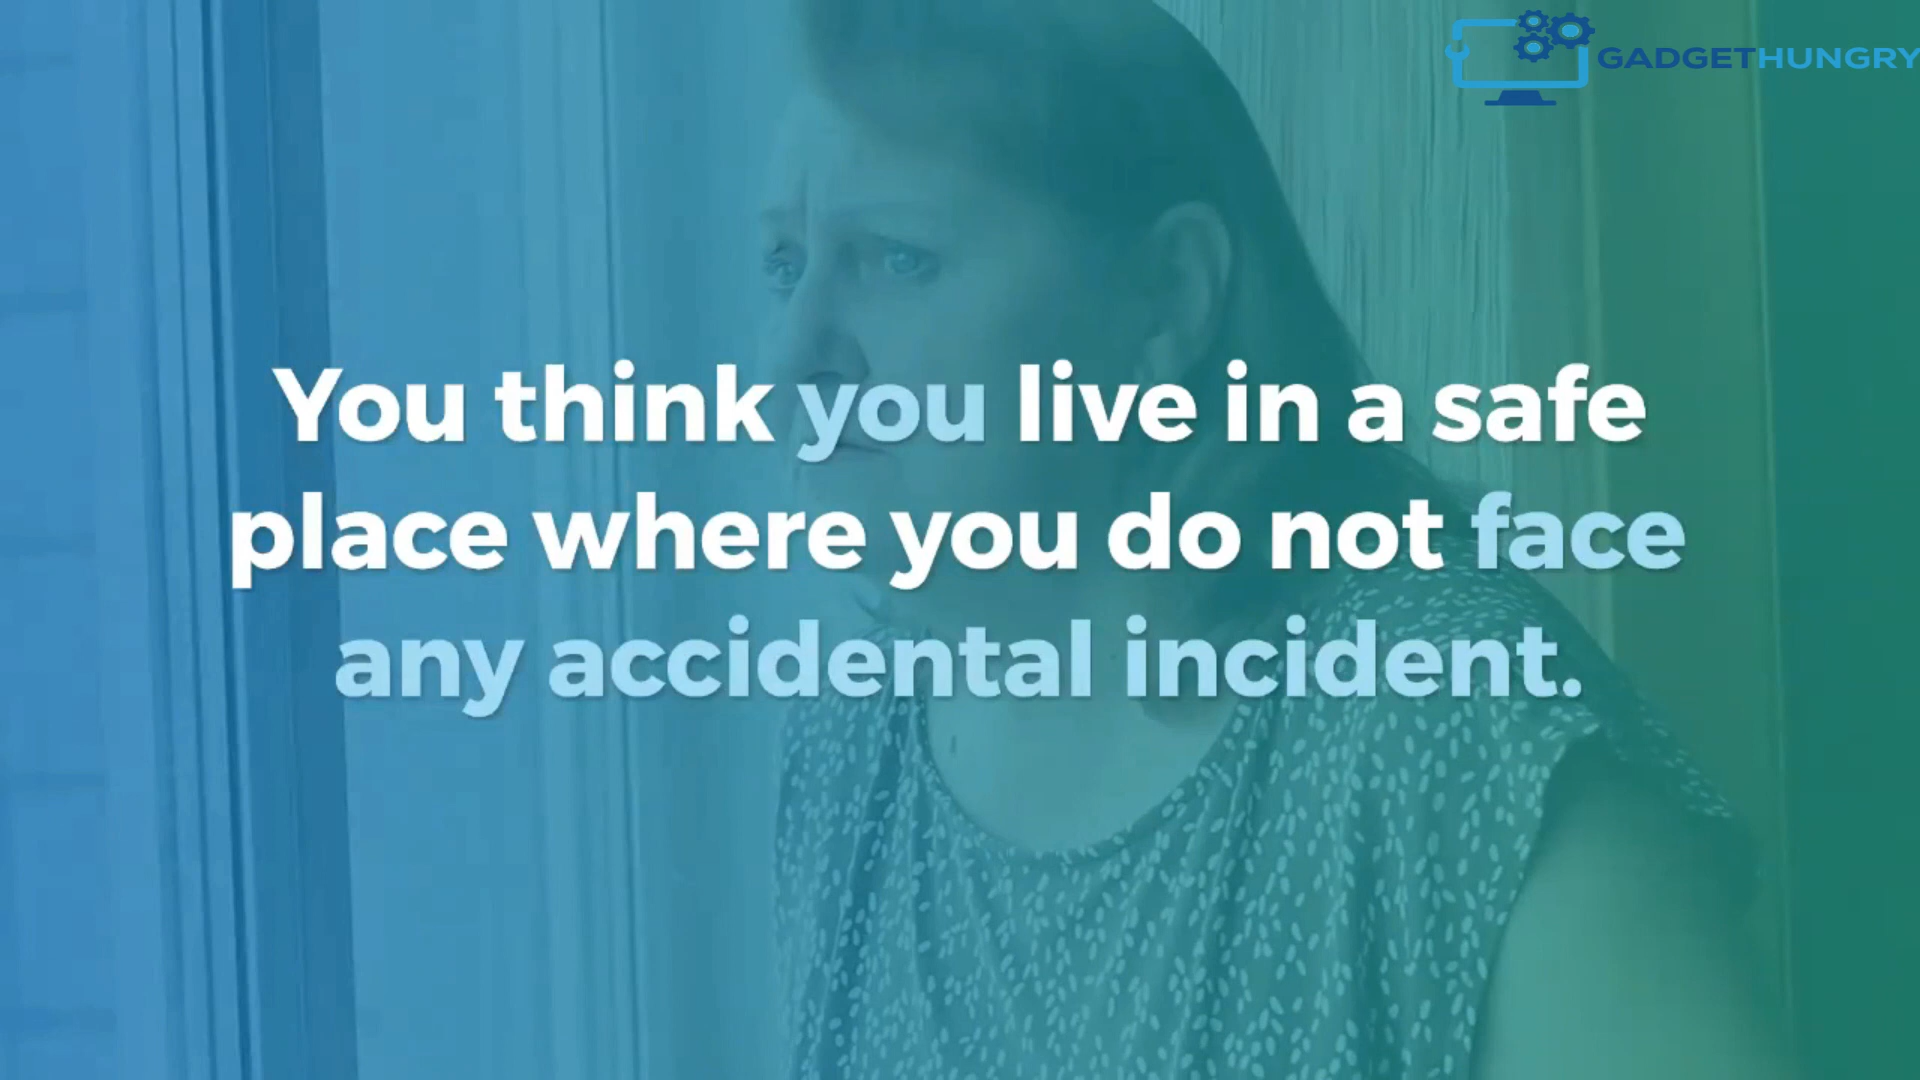 GADGETHUNGRY
You think you live in a safe
place where you do not face
any accidental incident.